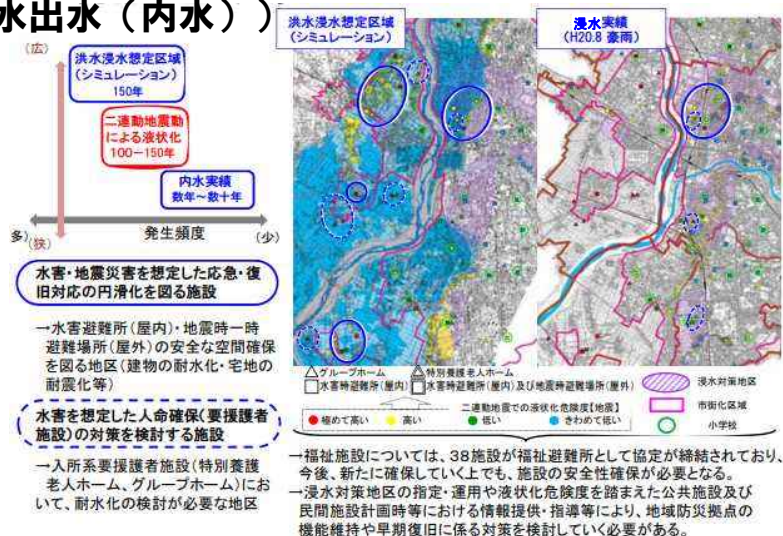 水出水(内水))
(広)
洪水浸水想定区域
(シミュレーション)
150年
二連動地震動
による液状化
100-150年
内水実績
数年~数十年
多)
(狭)
発生頻度
(少)
水害・地震災害を想定した応急・復
旧対応の円滑化を図る施設
→水害避難所(屋内)・地震時一時
避難場所(屋外)の安全な空間確保
を図る地区(建物の耐水化・宅地の
耐震化等)
水害を想定した人命確保(要援護者
施設)の対策を検討する施設
→入所系要援護者施設(特別養護
老人ホーム、グループホーム)にお
いて、耐水化の検討が必要な地区
洪水浸水想定区域
(シミュレーション)
浸水実績
(H20.8 豪雨)
△グループホーム
△特別養護老人ホーム
□水害時避難所(屋内)
□水害時避難所(屋内)及び地震時避難場所(屋外)
二連動地震での液状化危険度【地震】
●極めて高い
●高い
●低い
●きわめて低い
浸水対策地区
市街化区域
小学校
→福祉施設については、38施設が福祉避難所として協定が締結されており、
今後、新たに確保していく上でも、施設の安全性確保が必要となる。
→浸水対策地区の指定・運用や液状化危険度を踏まえた公共施設及び
民間施設計画時等における情報提供・指導等により、地域防災拠点の
機能維持や早期復旧に係る対策を検討していく必要がある。